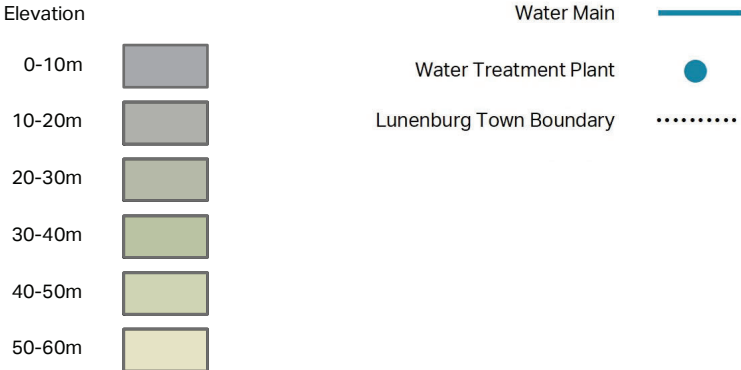 Elevation
0-10m
10-20m
20-30m
30-40m
40-50m
50-60m
Water Main
Water Treatment Plant
Lunenburg Town Boundary